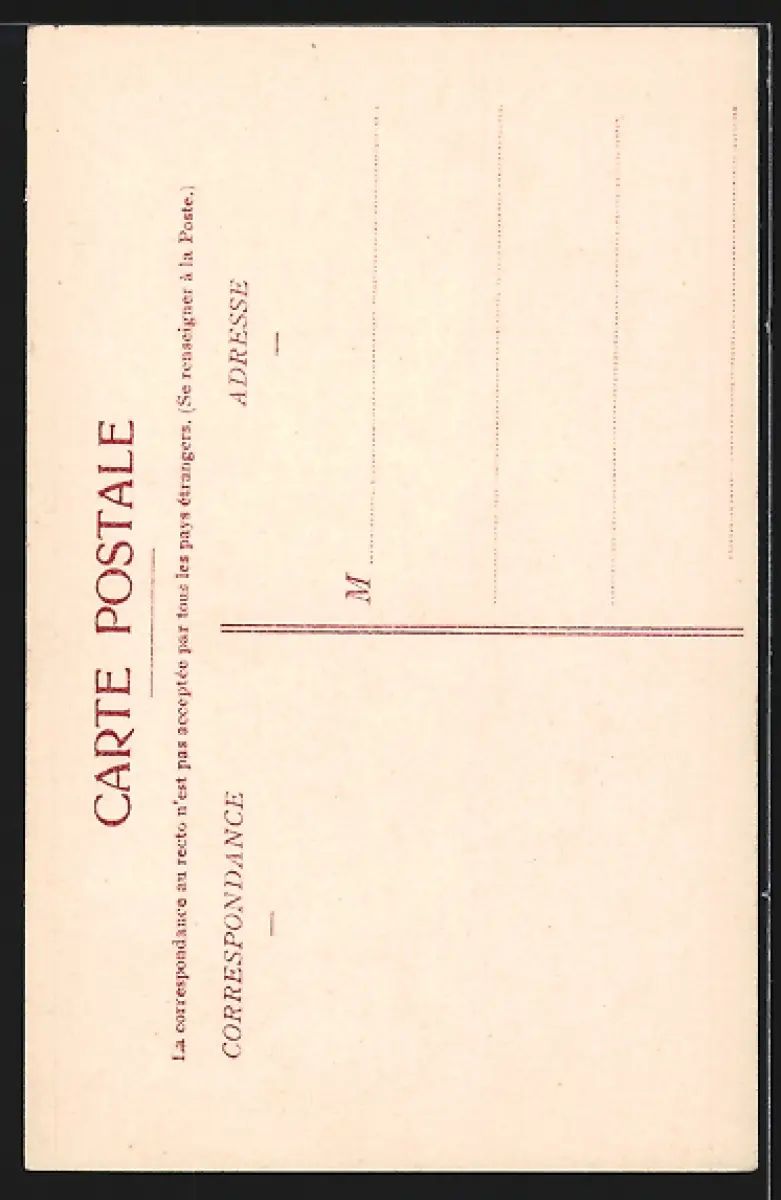 CARTE POSTALE
La correspondance au recto n'est pas acceptée par tous les pays étrangers. (Se renseigner à la Poste.)
CORRESPONDANCE
ADRESSE
M